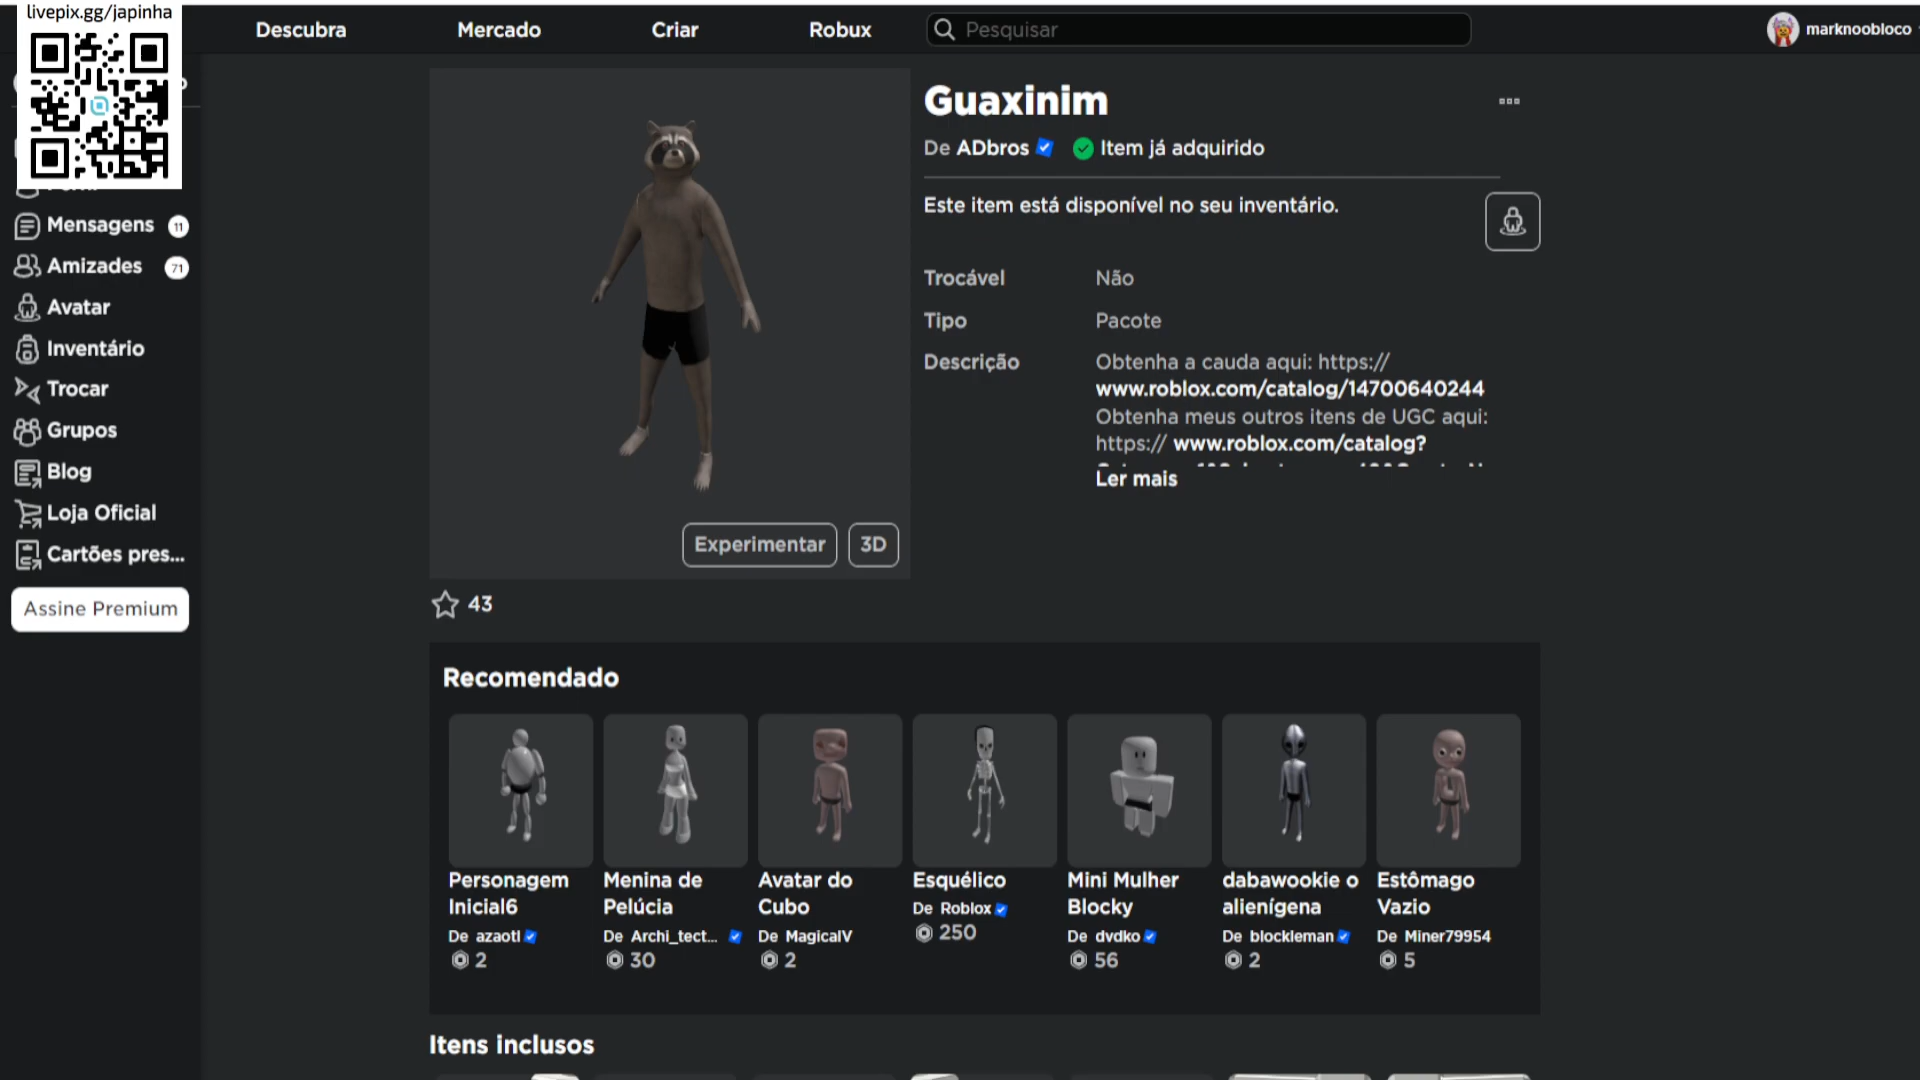 livepix.gg/japinha
Descubra
Mercado
Criar
Robux
Pesquisar
marknoobloco
Mensagens 11
Amizades 71
Avatar
Inventário
Trocar
Grupos
Blog
Loja Oficial
Cartões pres...
Assine Premium
Guaxinim
De ADbros Item já adquirido
Este item está disponível no seu inventário.
Trocável Não
Tipo Pacote
Descrição Obtenha a cauda aqui: https://
www.roblox.com/catalog/14700640244
Obtenha meus outros itens de UGC aqui:
https:// www.roblox.com/catalog?
Ler mais
Experimentar
3D
43
Recomendado
Personagem
Inicial6
De azaotl
2
Menina de
Pelúcia
De Archi_tect...
30
Avatar do
Cubo
De MagicalV
2
Esquélico
De Roblox
250
Mini Mulher
Blocky
De dvdko
56
dabawookie o
alienígena
De blockleman
2
Estômago
Vazio
De Miner79954
5
Itens inclusos